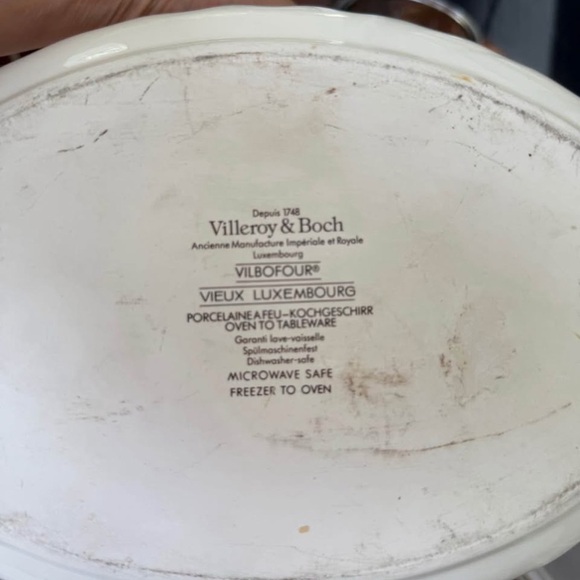 Depuis 1748
Villeroy & Boch
Ancienne Manufacture Impériale et Royale
Luxembourg
VILBOFOUR®
VIEUX LUXEMBOURG
PORCELAINE A FEU-KOCHGESCHIRR
OVEN TO TABLEWARE
Garanti lave-vaisselle
Spülmaschinenfest
Dishwasher-safe
MICROWAVE SAFE
FREEZER TO OVEN